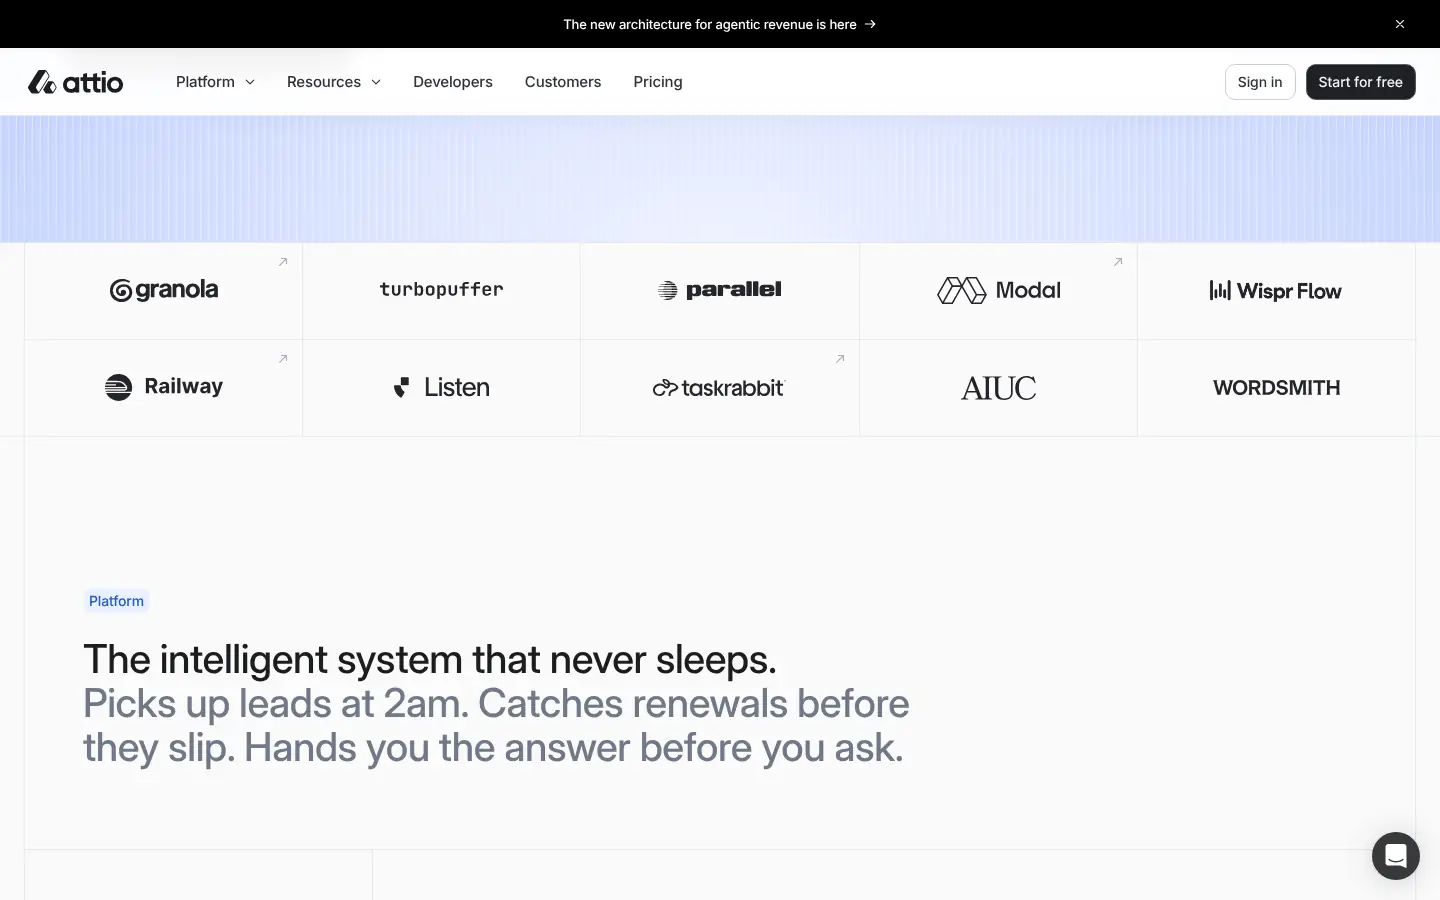 The new architecture for agentic revenue is here →
attio
Platform
Resources
Developers
Customers
Pricing
Sign in
Start for free
granola
turbopuffer
parallel
Modal
Wispr Flow
Railway
Listen
taskrabbit
AIUC
WORDSMITH
Platform
The intelligent system that never sleeps.
Picks up leads at 2am. Catches renewals before
they slip. Hands you the answer before you ask.